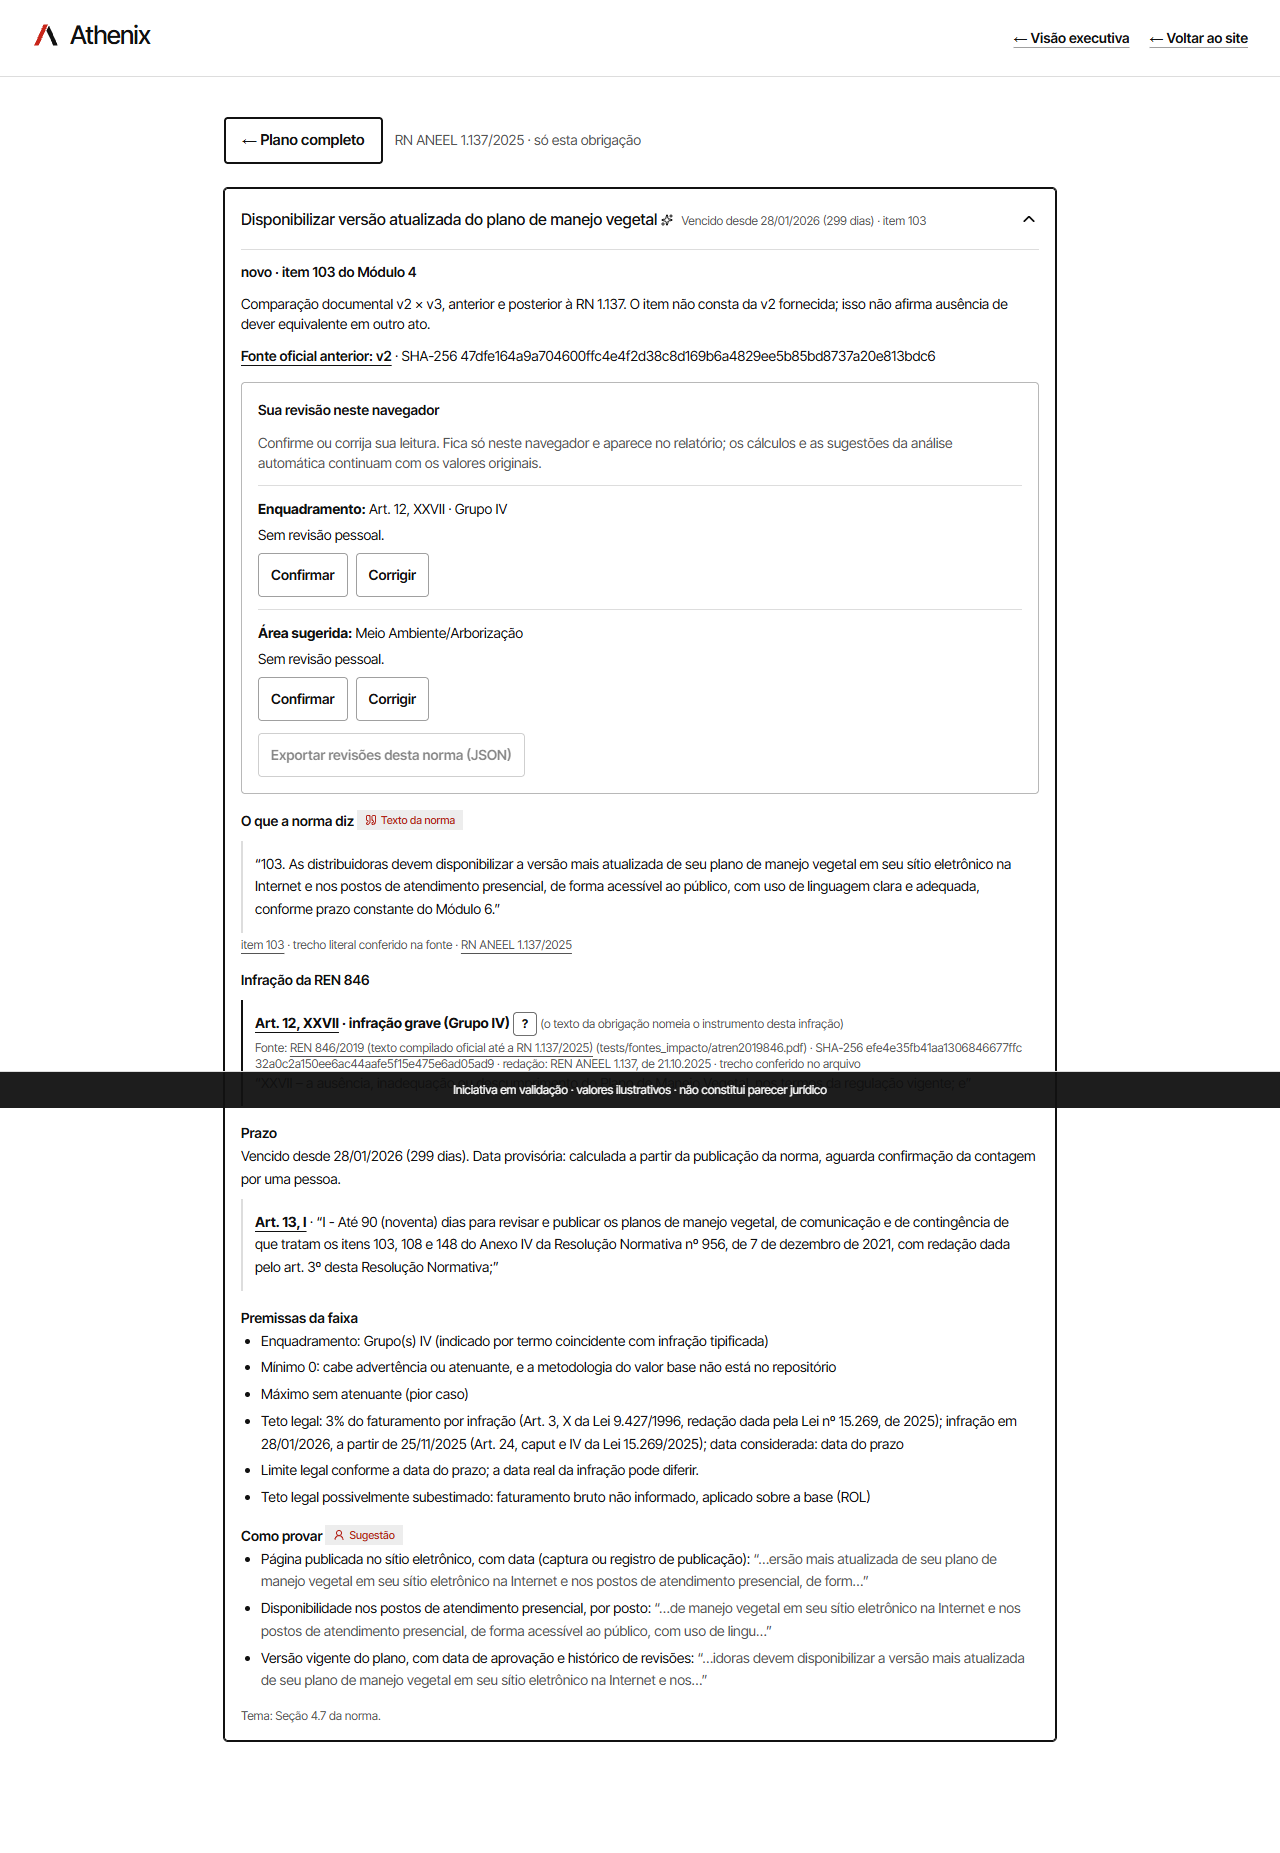 Athenix
← Visão executiva
← Voltar ao site
← Plano completo
RN ANEEL 1.137/2025 · só esta obrigação
Disponibilizar versão atualizada do plano de manejo vegetal Vencido desde 28/01/2026 (299 dias) · item 103
novo · item 103 do Módulo 4
Comparação documental v2 × v3, anterior e posterior à RN 1.137. O item não consta da v2 fornecida; isso não afirma ausência de
dever equivalente em outro ato.
Fonte oficial anterior: v2 · SHA-256 47dfe164a9a704600ffc4e4f2d38c8d169b6a4829ee5b85bd8737a20e813bdc6
Sua revisão neste navegador
Confirme ou corrija sua leitura. Fica só neste navegador e aparece no relatório; os cálculos e as sugestões da análise
automática continuam com os valores originais.
Enquadramento: Art. 12, XXVII · Grupo IV
Sem revisão pessoal.
Confirmar
Corrigir
Área sugerida: Meio Ambiente/Arborização
Sem revisão pessoal.
Confirmar
Corrigir
Exportar revisões desta norma (JSON)
O que a norma diz Texto da norma
“103. As distribuidoras devem disponibilizar a versão mais atualizada de seu plano de manejo vegetal em seu sítio eletrônico na
Internet e nos postos de atendimento presencial, de forma acessível ao público, com uso de linguagem clara e adequada,
conforme prazo constante do Módulo 6.”
item 103 · trecho literal conferido na fonte · RN ANEEL 1.137/2025
Infração da REN 846
Art. 12, XXVII · infração grave (Grupo IV) ? (o texto da obrigação nomeia o instrumento desta infração)
Fonte: REN 846/2019 (texto compilado oficial até a RN 1.137/2025) (tests/fontes_impacto/atren2019846.pdf) · SHA-256 efe4e35fb41aa1306846677ffc
32a0c2a150ee6ac44aafe5f15e475e6ad05ad9 · redação: REN ANEEL 1.137, de 21.10.2025 · trecho conferido no arquivo
Iniciativa em validação · valores ilustrativos · não constitui parecer jurídico
Prazo
Vencido desde 28/01/2026 (299 dias). Data provisória: calculada a partir da publicação da norma, aguarda confirmação da contagem
por uma pessoa.
Art. 13, I · “I - Até 90 (noventa) dias para revisar e publicar os planos de manejo vegetal, de comunicação e de contingência de
que tratam os itens 103, 108 e 148 do Anexo IV da Resolução Normativa nº 956, de 7 de dezembro de 2021, com redação dada
pelo art. 3º desta Resolução Normativa;”
Premissas da faixa
• Enquadramento: Grupo(s) IV (indicado por termo coincidente com infração tipificada)
• Mínimo 0: cabe advertência ou atenuante, e a metodologia do valor base não está no repositório
• Máximo sem atenuante (pior caso)
• Teto legal: 3% do faturamento por infração (Art. 3, X da Lei 9.427/1996, redação dada pela Lei nº 15.269, de 2025); infração em
28/01/2026, a partir de 25/11/2025 (Art. 24, caput e IV da Lei 15.269/2025); data considerada: data do prazo
• Limite legal conforme a data do prazo; a data real da infração pode diferir.
• Teto legal possivelmente subestimado: faturamento bruto não informado, aplicado sobre a base (ROL)
Como provar Sugestão
• Página publicada no sítio eletrônico, com data (captura ou registro de publicação): “…ersão mais atualizada de seu plano de
manejo vegetal em seu sítio eletrônico na Internet e nos postos de atendimento presencial, de form…”
• Disponibilidade nos postos de atendimento presencial, por posto: “…de manejo vegetal em seu sítio eletrônico na Internet e nos
postos de atendimento presencial, de forma acessível ao público, com uso de lingu…”
• Versão vigente do plano, com data de aprovação e histórico de revisões: “…idoras devem disponibilizar a versão mais atualizada
de seu plano de manejo vegetal em seu sítio eletrônico na Internet e nos…”
Tema: Seção 4.7 da norma.